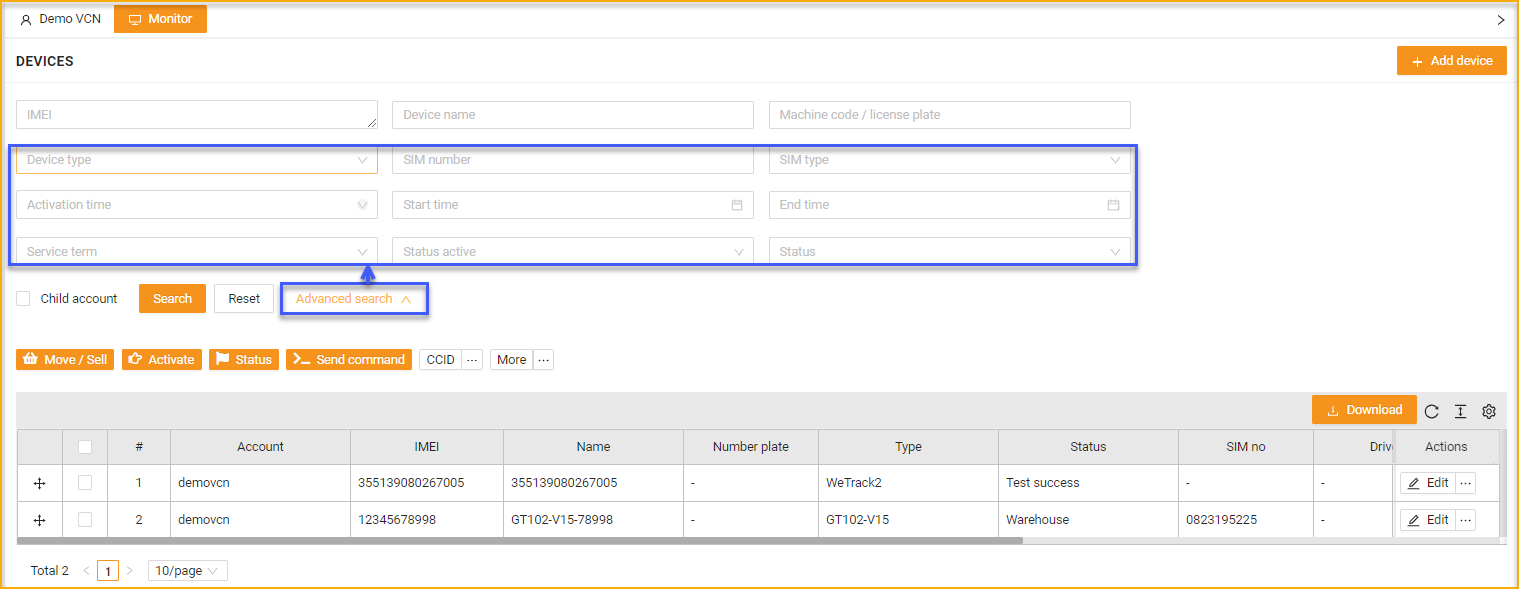 Demo VCN Monitor
DEVICES Add device
IMEI Device name Machine code / license plate
Device type SIM number SIM type
Activation time Start time End time
Service term Status active Status
Child account Search Reset Advanced search
Move / Sell Activate Status Send command CCID ... More ...
Download
# Account IMEI Name Number plate Type Status SIM no Driv Actions
1 demovcn 355139080267005 355139080267005 - WeTrack2 Test success - - Edit ...
2 demovcn 12345678998 GT102-V15-78998 - GT102-V15 Warehouse 0823195225 - Edit ...
Total 2 < 1 > 10/page